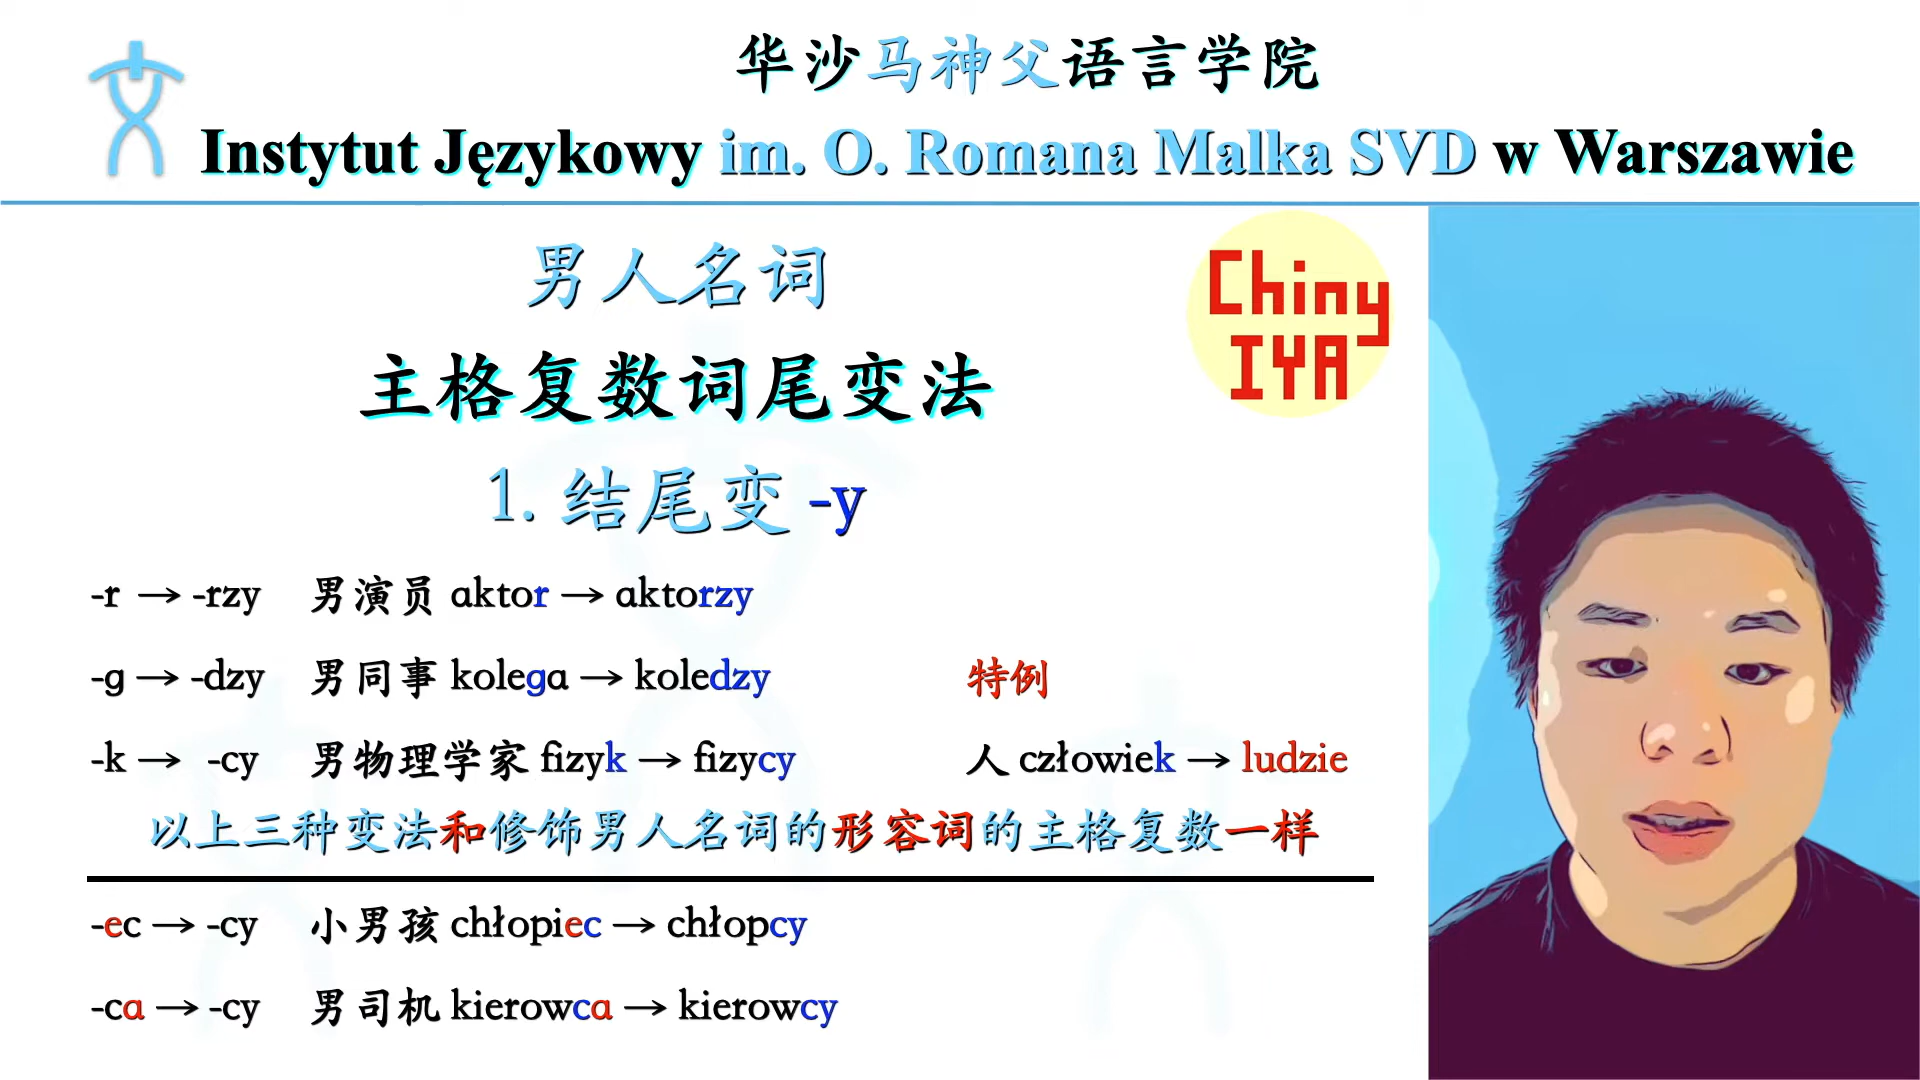 华沙马神父语言学院
Instytut Językowy im. O. Romana Malka SVD w Warszawie
男人名词
Chiny
IYA
主格复数词尾变法
1. 结尾变 -y
-r → -rzy 男演员 aktor → aktorzy
-g → -dzy 男同事 kolega → koledzy 特例
-k → -cy 男物理学家 fizyk → fizycy 人 człowiek → ludzie
以上三种变法和修饰男人名词的形容词的主格复数一样
-ec → -cy 小男孩 chłopiec → chłopcy
-ca → -cy 男司机 kierowca → kierowcy